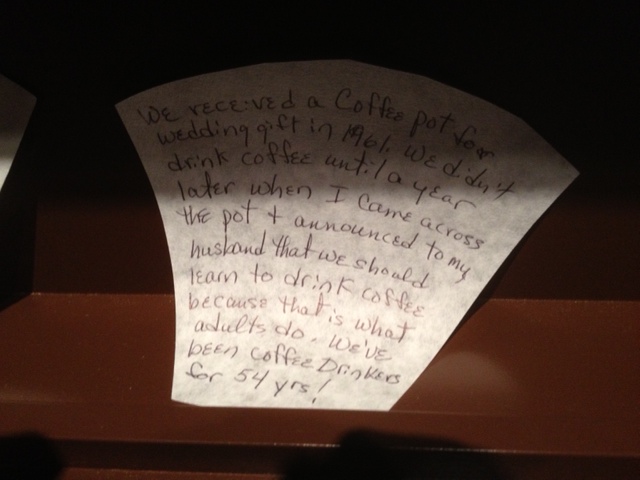 We received a Coffee pot for
wedding gift in 1961. We didn't
drink coffee until a year
later when I came across
the pot + announced to my
husband that we should
learn to drink coffee
because that is what
adults do. We've
been coffee Drinkers
for 54 yrs!